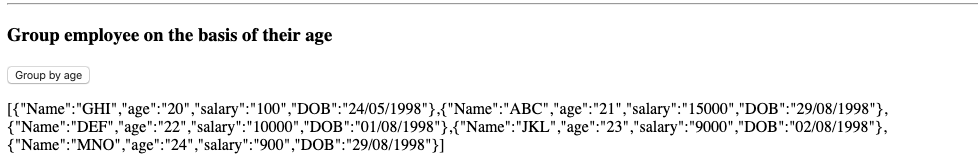 Group employee on the basis of their age
Group by age
[{"Name":"GHI","age":"20","salary":"100","DOB":"24/05/1998"},{"Name":"ABC","age":"21","salary":"15000","DOB":"29/08/1998"},
{"Name":"DEF","age":"22","salary":"10000","DOB":"01/08/1998"},{"Name":"JKL","age":"23","salary":"9000","DOB":"02/08/1998"},
{"Name":"MNO","age":"24","salary":"900","DOB":"29/08/1998"}]